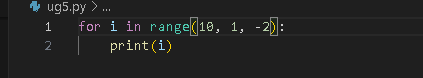 ug5.py > ...
1 for i in range(10, 1, -2):
2     print(i)